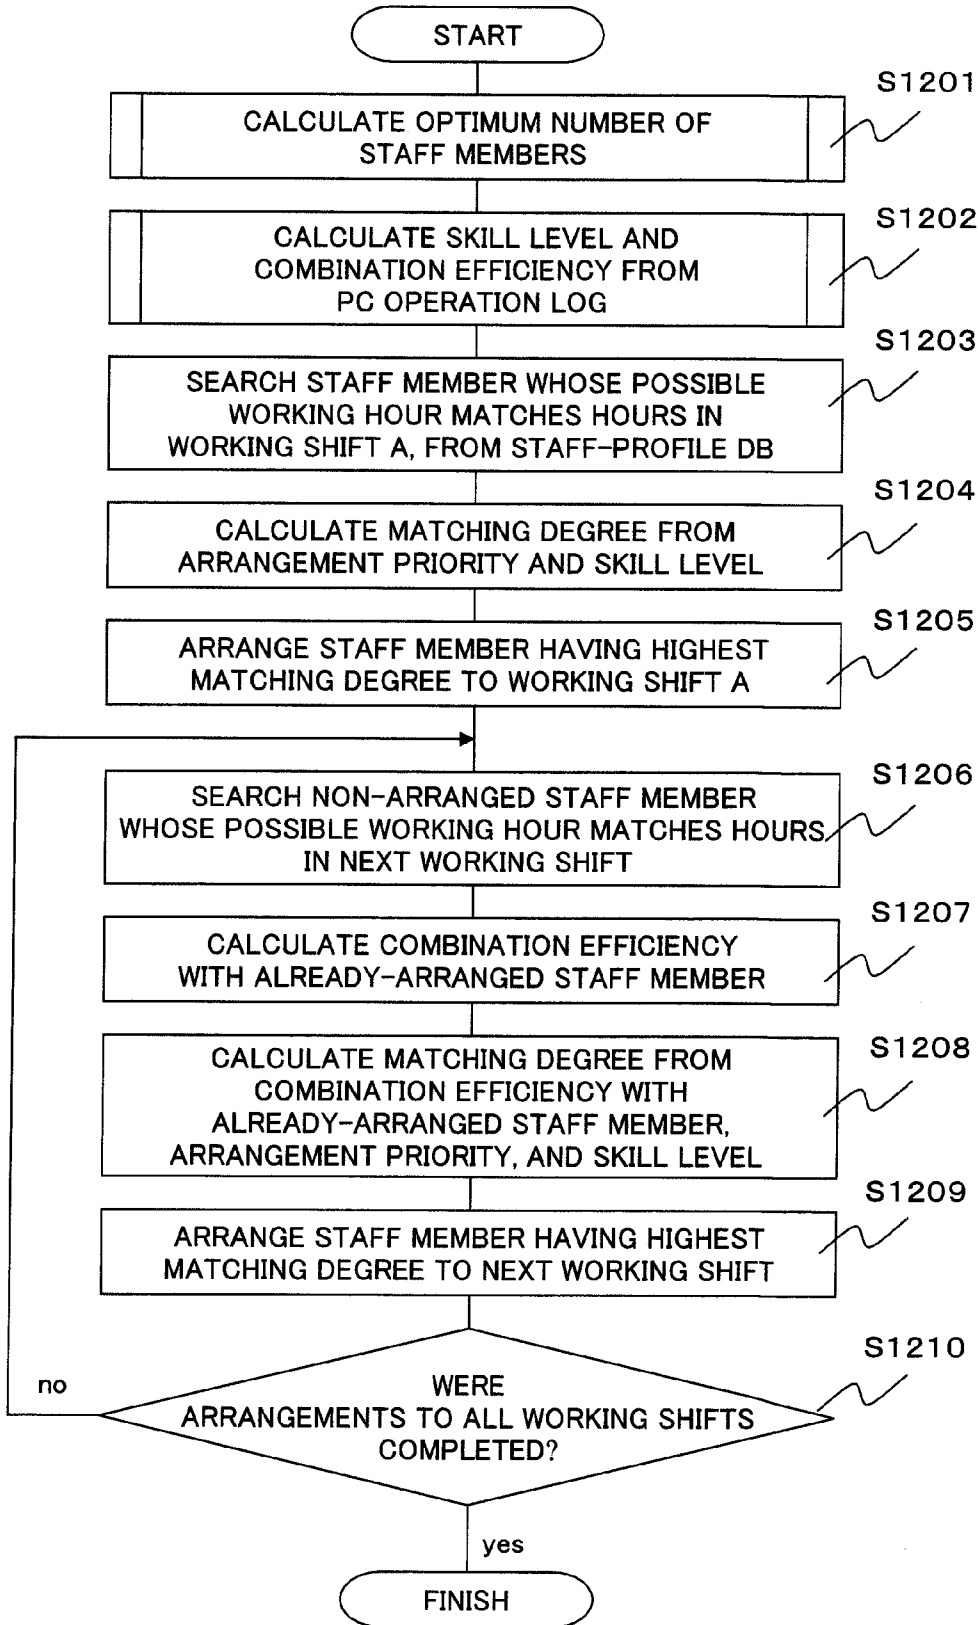 START
S1201
CALCULATE OPTIMUM NUMBER OF
STAFF MEMBERS
S1202
CALCULATE SKILL LEVEL AND
COMBINATION EFFICIENCY FROM
PC OPERATION LOG
S1203
SEARCH STAFF MEMBER WHOSE POSSIBLE
WORKING HOUR MATCHES HOURS IN
WORKING SHIFT A, FROM STAFF-PROFILE DB
S1204
CALCULATE MATCHING DEGREE FROM
ARRANGEMENT PRIORITY AND SKILL LEVEL
S1205
ARRANGE STAFF MEMBER HAVING HIGHEST
MATCHING DEGREE TO WORKING SHIFT A
S1206
SEARCH NON-ARRANGED STAFF MEMBER
WHOSE POSSIBLE WORKING HOUR MATCHES HOURS
IN NEXT WORKING SHIFT
S1207
CALCULATE COMBINATION EFFICIENCY
WITH ALREADY-ARRANGED STAFF MEMBER
S1208
CALCULATE MATCHING DEGREE FROM
COMBINATION EFFICIENCY WITH
ALREADY-ARRANGED STAFF MEMBER,
ARRANGEMENT PRIORITY, AND SKILL LEVEL
S1209
ARRANGE STAFF MEMBER HAVING HIGHEST
MATCHING DEGREE TO NEXT WORKING SHIFT
S1210
no
WERE
ARRANGEMENTS TO ALL WORKING SHIFTS
COMPLETED?
yes
FINISH